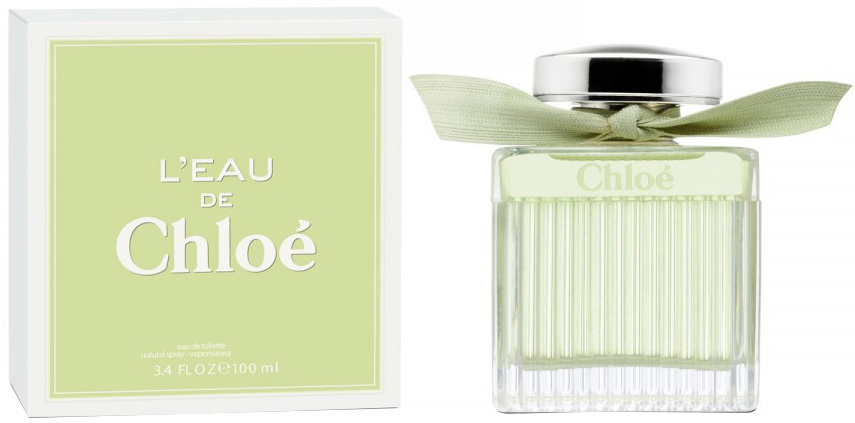 L'EAU
DE
Chloé
eau de toilette
natural spray - vaporisateur
3.4 FL OZ ℮ 100 ml
Chloé